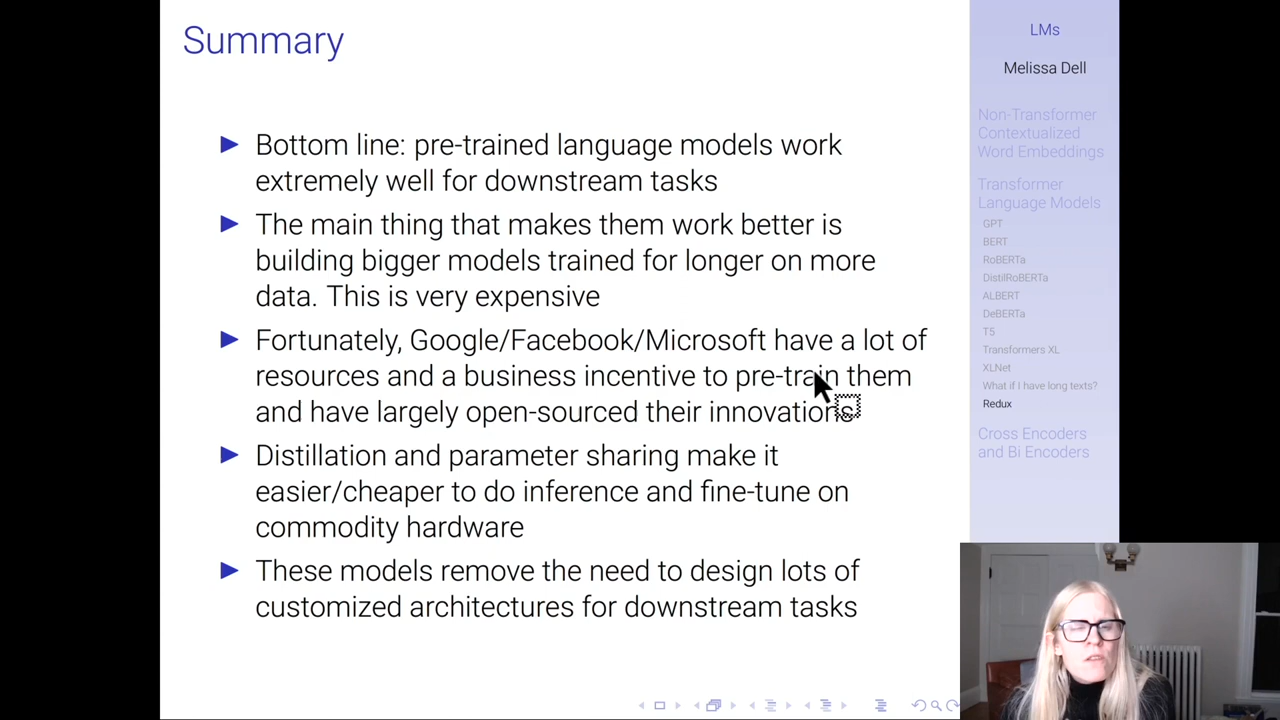 Summary
Bottom line: pre-trained language models work
extremely well for downstream tasks
The main thing that makes them work better is
building bigger models trained for longer on more
data. This is very expensive
Fortunately, Google/Facebook/Microsoft have a lot of
resources and a business incentive to pre-train them
and have largely open-sourced their innovations
Distillation and parameter sharing make it
easier/cheaper to do inference and fine-tune on
commodity hardware
These models remove the need to design lots of
customized architectures for downstream tasks
LMs
Melissa Dell
Non-Transformer
Contextualized
Word Embeddings
Transformer
Language Models
GPT
BERT
RoBERTa
DistilRoBERTa
ALBERT
DeBERTa
T5
Transformers XL
XLNet
What if i have long texts?
Redux
Cross Encoders
and Bi Encoders